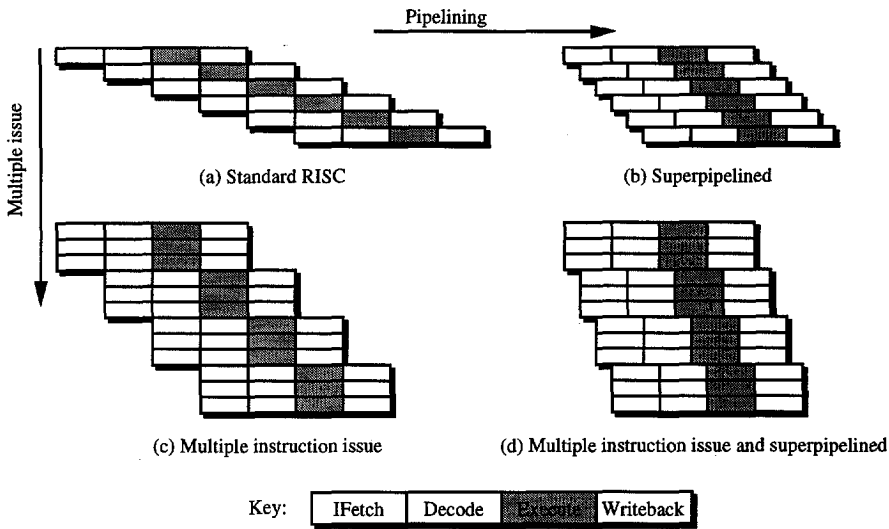 Pipelining
Multiple issue
(a) Standard RISC
(b) Superpipelined
(c) Multiple instruction issue
(d) Multiple instruction issue and superpipelined
Key:
IFetch
Decode
Execute
Writeback